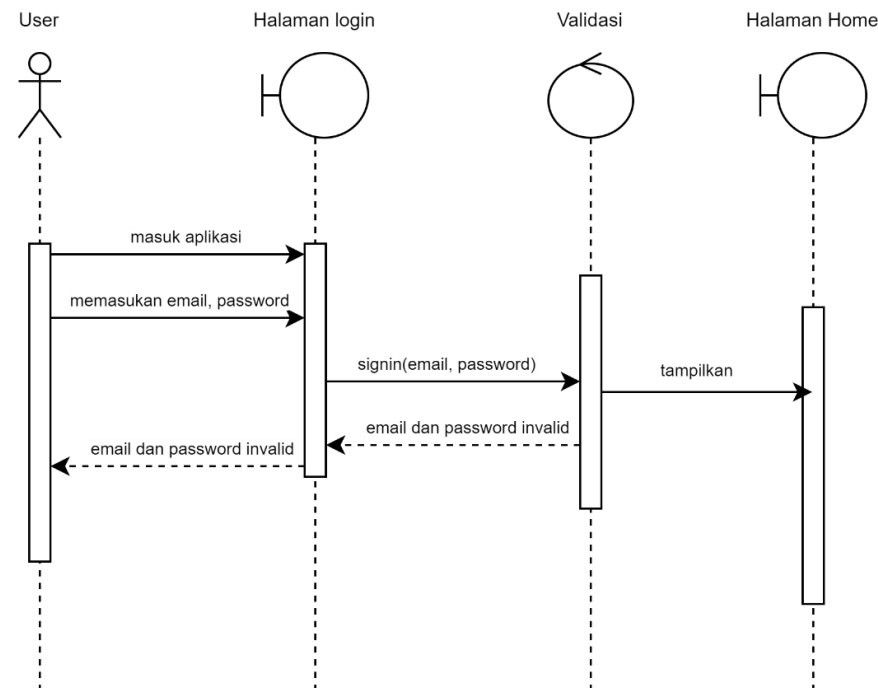 User
Halaman login
Validasi
Halaman Home
masuk aplikasi
memasukan email, password
signin(email, password)
tampilkan
email dan password invalid
email dan password invalid